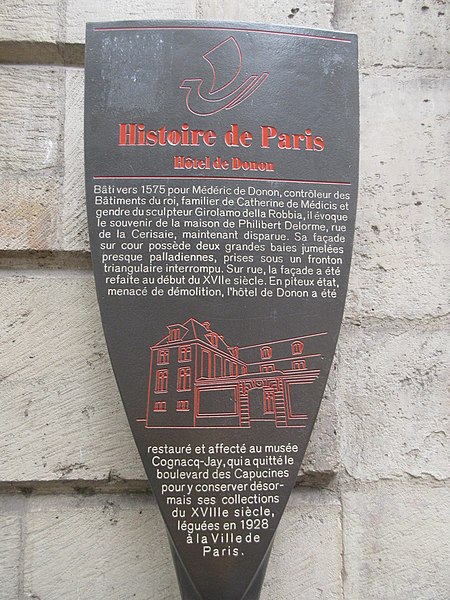 Histoire de Paris
Hôtel de Donon
Bâti vers 1575 pour Médéric de Donon, contrôleur des
Bâtiments du roi, familier de Catherine de Médicis et
gendre du sculpteur Girolamo della Robbia, il évoque
le souvenir de la maison de Philibert Delorme, rue
de la Cerisaie, maintenant disparue. Sa façade
sur cour possède deux grandes baies jumelées
presque palladiennes, prises sous un fronton
triangulaire interrompu. Sur rue, la façade a été
refaite au début du XVIIe siècle. En piteux état,
menacé de démolition, l'hôtel de Donon a été
restauré et affecté au musée
Cognacq-Jay, qui a quitté le
boulevard des Capucines
pour y conserver désor-
mais ses collections
du XVIIIe siècle,
léguées en 1928
à la Ville de
Paris.